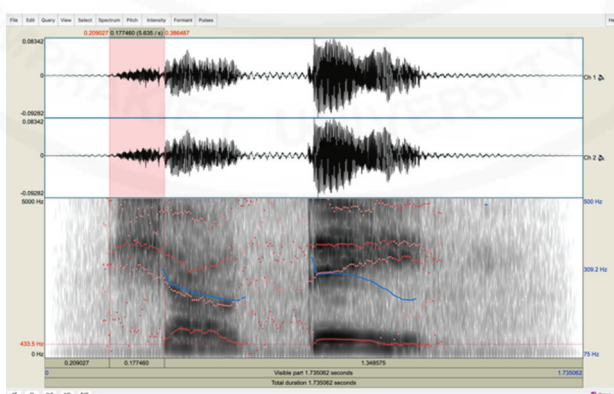 File Edit Query View Select Spectrum Pitch Intensity Formant Pulses
0.209027 0.177460 (5.635 / s) 0.386487
0.08342
0
-0.09282
Ch 1
0.08342
0
-0.09282
Ch 2
5000 Hz
500 Hz
309.2 Hz
433.5 Hz
0 Hz
75 Hz
0.209027 0.177460 1.348575
0 Visible part 1.735062 seconds 1.735062
Total duration 1.735062 seconds
UNIVERSITY